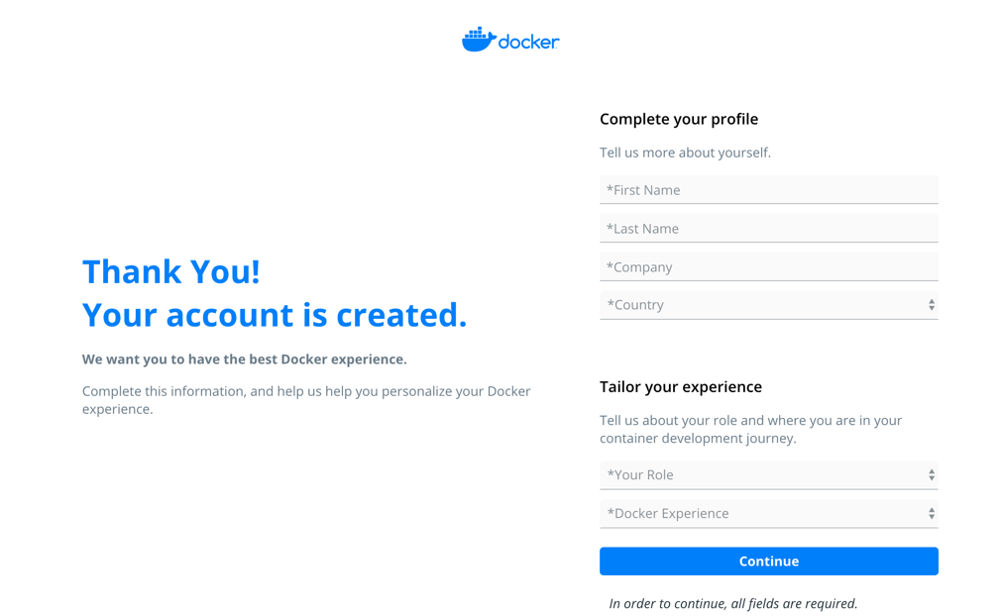 docker
Thank You!
Your account is created.
We want you to have the best Docker experience.
Complete this information, and help us help you personalize your Docker
experience.
Complete your profile
Tell us more about yourself.
*First Name
*Last Name
*Company
*Country
Tailor your experience
Tell us about your role and where you are in your
container development journey.
*Your Role
*Docker Experience
Continue
In order to continue, all fields are required.